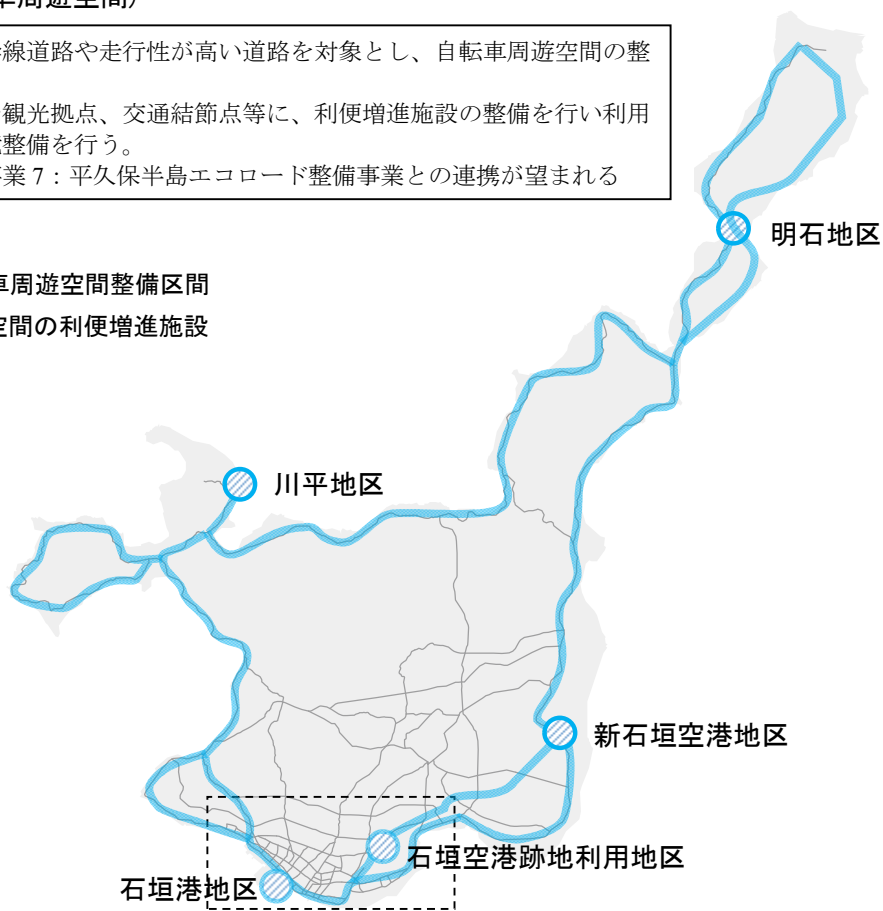 車周遊空間）
線道路や走行性が高い道路を対象とし、自転車周遊空間の整
観光拠点、交通結節点等に、利便増進施設の整備を行い利用
整備を行う。
業 7：平久保半島エコロード整備事業との連携が望まれる
明石地区
車周遊空間整備区間
空間の利便増進施設
川平地区
新石垣空港地区
石垣空港跡地利用地区
石垣港地区